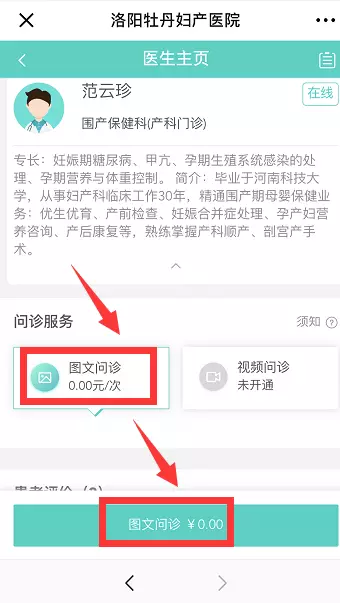 洛阳牡丹妇产医院
医生主页
范云珍
在线
围产保健科(产科门诊)
专长：妊娠期糖尿病、甲亢、孕期生殖系统感染的处
理、孕期营养与体重控制。 简介：毕业于河南科技大
学，从事妇产科临床工作30年，精通围产期母婴保健业
务：优生优育、产前检查、妊娠合并症处理、孕产妇营
养咨询、产后康复等，熟练掌握产科顺产、剖宫产手
术。
问诊服务
须知
图文问诊
0.00元/次
视频问诊
未开通
图文问诊 ￥0.00